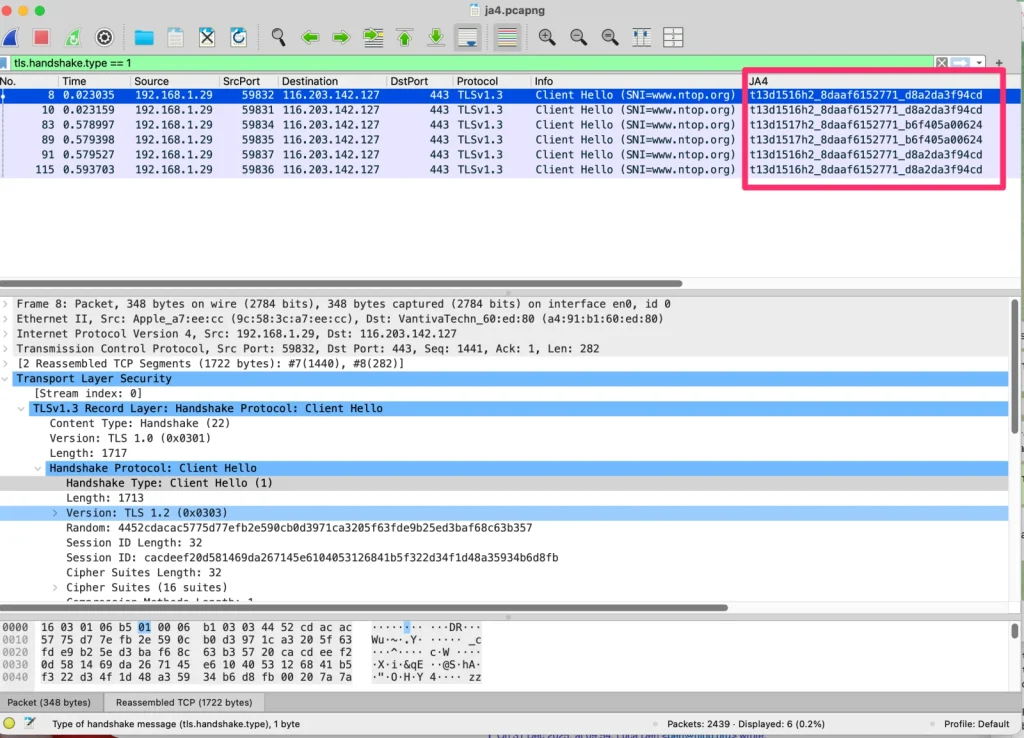 ja4.pcapng
tls.handshake.type == 1
No. Time Source SrcPort Destination DstPort Protocol Info JA4
8 0.023035 192.168.1.29 59832 116.203.142.127 443 TLSv1.3 Client Hello (SNI=www.ntop.org) t13d1516h2_8daaf6152771_d8a2da3f94cd
10 0.023159 192.168.1.29 59831 116.203.142.127 443 TLSv1.3 Client Hello (SNI=www.ntop.org) t13d1516h2_8daaf6152771_d8a2da3f94cd
83 0.578997 192.168.1.29 59834 116.203.142.127 443 TLSv1.3 Client Hello (SNI=www.ntop.org) t13d1517h2_8daaf6152771_b6f405a00624
89 0.579398 192.168.1.29 59835 116.203.142.127 443 TLSv1.3 Client Hello (SNI=www.ntop.org) t13d1517h2_8daaf6152771_b6f405a00624
91 0.579527 192.168.1.29 59837 116.203.142.127 443 TLSv1.3 Client Hello (SNI=www.ntop.org) t13d1516h2_8daaf6152771_d8a2da3f94cd
115 0.593703 192.168.1.29 59836 116.203.142.127 443 TLSv1.3 Client Hello (SNI=www.ntop.org) t13d1516h2_8daaf6152771_d8a2da3f94cd
Frame 8: Packet, 348 bytes on wire (2784 bits), 348 bytes captured (2784 bits) on interface en0, id 0
Ethernet II, Src: Apple_a7:ee:cc (9c:58:3c:a7:ee:cc), Dst: VantivaTechn_60:ed:80 (a4:91:b1:60:ed:80)
Internet Protocol Version 4, Src: 192.168.1.29, Dst: 116.203.142.127
Transmission Control Protocol, Src Port: 59832, Dst Port: 443, Seq: 1441, Ack: 1, Len: 282
[2 Reassembled TCP Segments (1722 bytes): #7(1440), #8(282)]
Transport Layer Security
[Stream index: 0]
TLSv1.3 Record Layer: Handshake Protocol: Client Hello
Content Type: Handshake (22)
Version: TLS 1.0 (0x0301)
Length: 1717
Handshake Protocol: Client Hello
Handshake Type: Client Hello (1)
Length: 1713
Version: TLS 1.2 (0x0303)
Random: 4452cdacac5775d77efb2e590cb0d3971ca3205f63fde9b25ed3baf68c63b357
Session ID Length: 32
Session ID: cacdeef20d581469da267145e6104053126841b5f322d34f1d48a35934b6d8fb
Cipher Suites Length: 32
Cipher Suites (16 suites)
Compression Methods Length: 1
0000 16 03 01 06 b5 01 00 06 b1 03 03 44 52 cd ac ac ········ ···DR···
0010 57 75 d7 7e fb 2e 59 0c b0 d3 97 1c a3 20 5f 63 Wu·~·.Y· ····· _c
0020 fd e9 b2 5e d3 ba f6 8c 63 b3 57 20 ca cd ee f2 ···^···· c·W ····
0030 0d 58 14 69 da 26 71 45 e6 10 40 53 12 68 41 b5 ·X·i·&qE ··@S·hA·
0040 f3 22 d3 4f 1d 48 a3 59 34 b6 d8 fb 00 20 7a 7a ·"·O·H·Y 4···· zz
Packet (348 bytes) Reassembled TCP (1722 bytes)
Type of handshake message (tls.handshake.type), 1 byte Packets: 2439 · Displayed: 6 (0.2%) Profile: Default